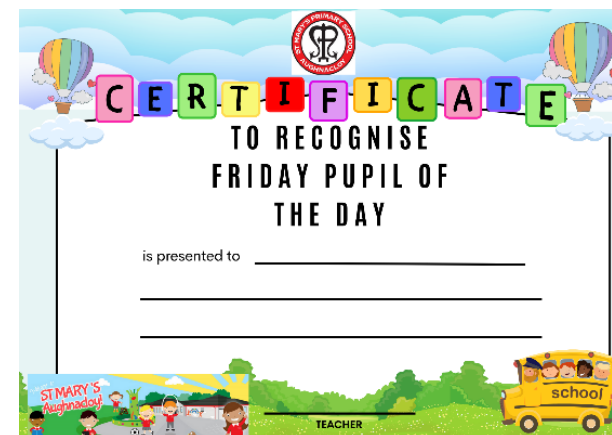 ST MARY'S PRIMARY SCHOOL
AUGHNACLOY
CERTIFICATE
TO RECOGNISE
FRIDAY PUPIL OF
THE DAY
is presented to
ST MARY'S
Aughnacloy!
school
TEACHER